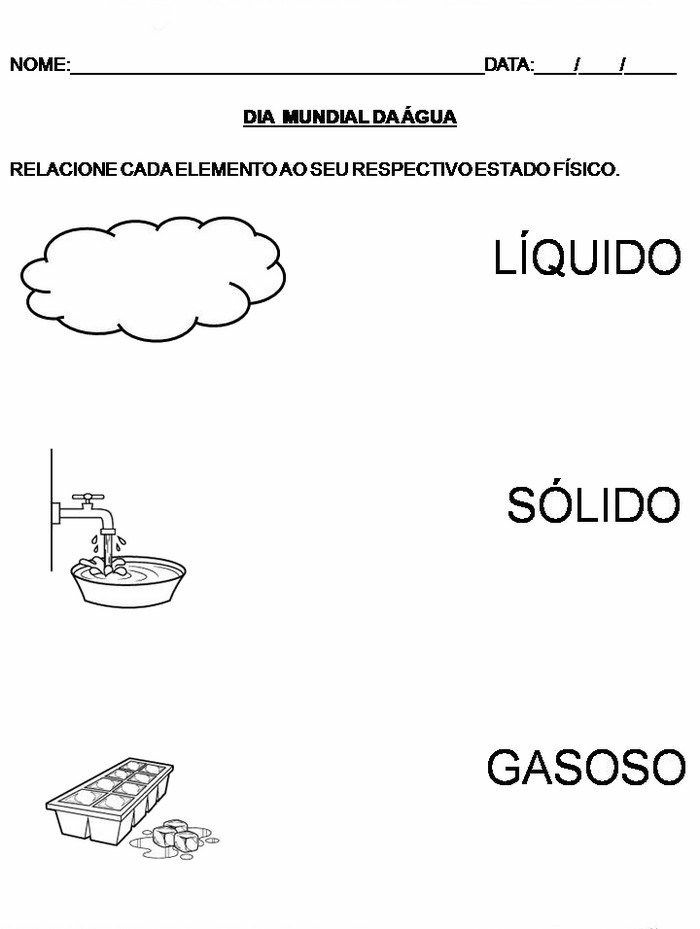 NOME:________________________________________DATA:____/____/_____
DIA MUNDIAL DA ÁGUA
RELACIONE CADA ELEMENTO AO SEU RESPECTIVO ESTADO FÍSICO.
LÍQUIDO
SÓLIDO
GASOSO